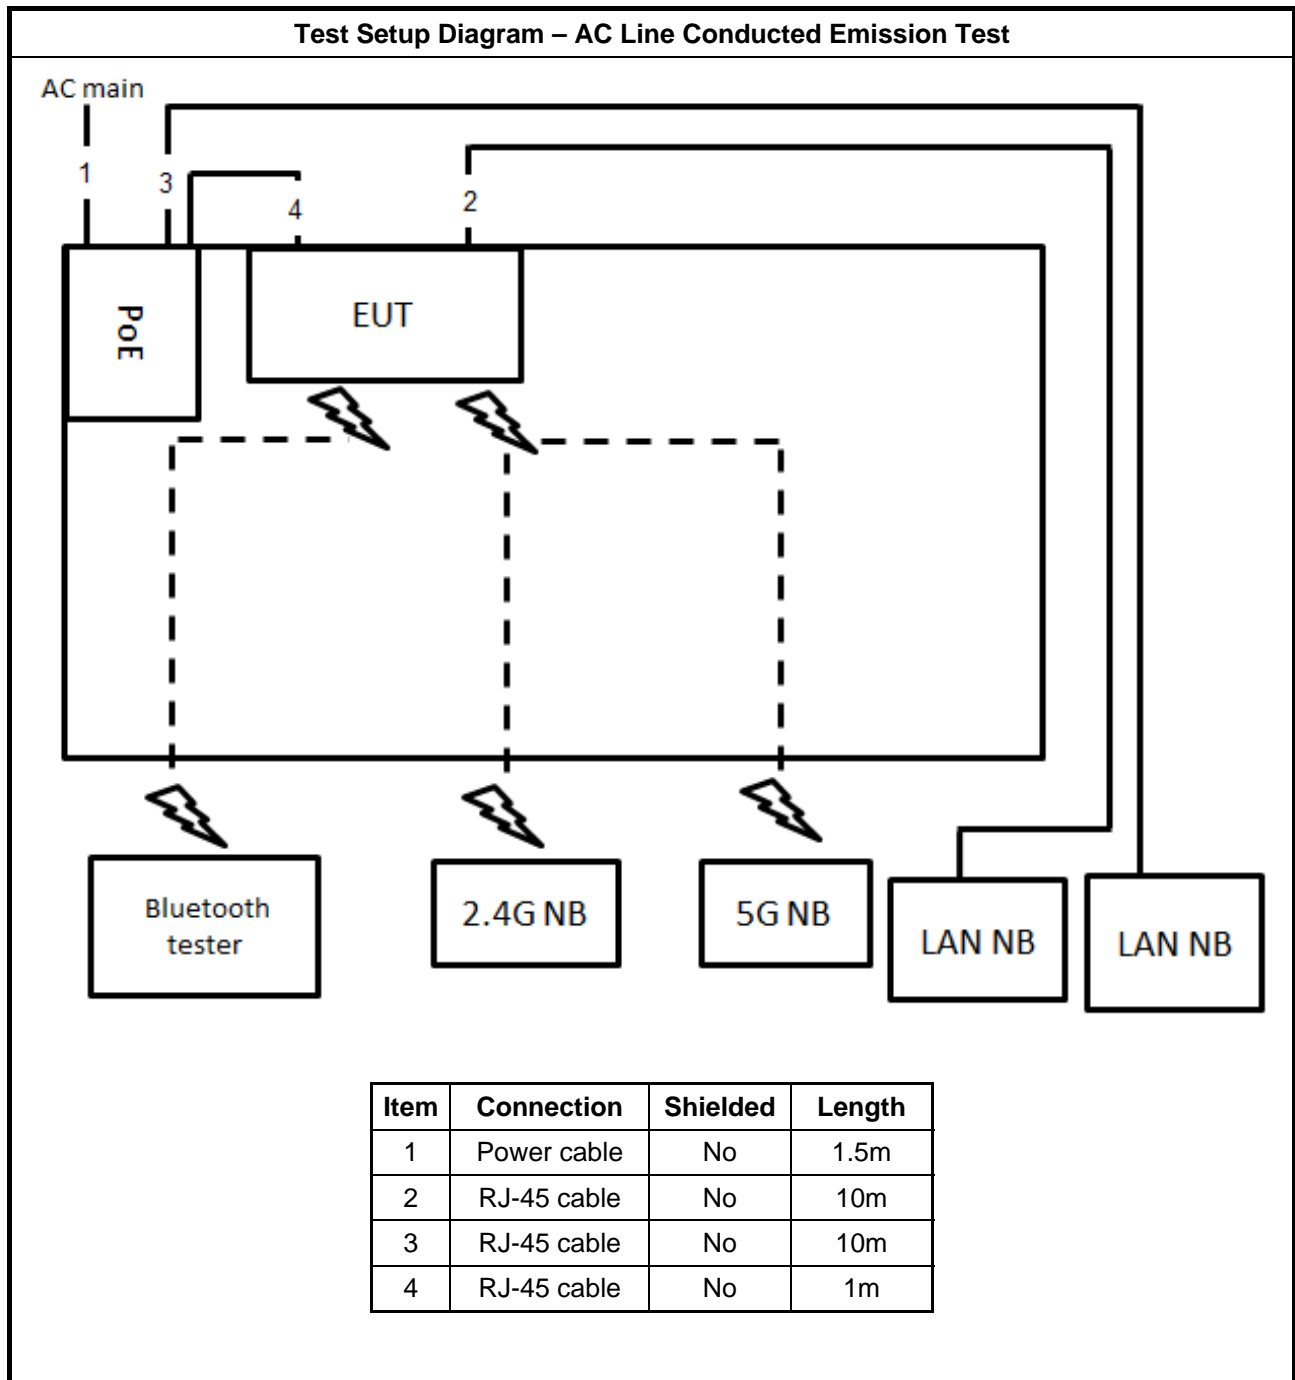 Test Setup Diagram – AC Line Conducted Emission Test
AC main
1
3
4
2
PoE
EUT
Bluetooth
tester
2.4G NB
5G NB
LAN NB
LAN NB
Item Connection Shielded Length
1 Power cable No 1.5m
2 RJ-45 cable No 10m
3 RJ-45 cable No 10m
4 RJ-45 cable No 1m